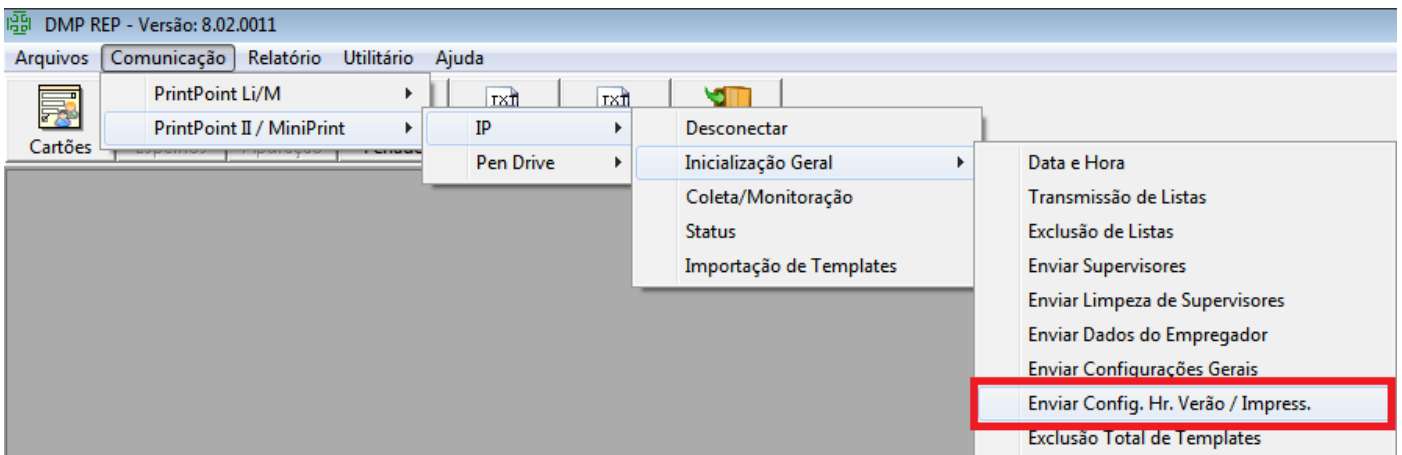 DMP REP - Versão: 8.02.0011
Arquivos Comunicação Relatório Utilitário Ajuda
PrintPoint Li/M
PrintPoint II / MiniPrint
IP
Pen Drive
Desconectar
Inicialização Geral
Coleta/Monitoração
Status
Importação de Templates
Data e Hora
Transmissão de Listas
Exclusão de Listas
Enviar Supervisores
Enviar Limpeza de Supervisores
Enviar Dados do Empregador
Enviar Configurações Gerais
Enviar Config. Hr. Verão / Impress.
Exclusão Total de Templates
TXT TXT
Cartões